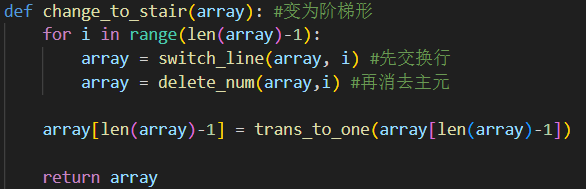 def change_to_stair(array): #变为阶梯形
    for i in range(len(array)-1):
        array = switch_line(array, i) #先交换行
        array = delete_num(array,i) #再消去主元

    array[len(array)-1] = trans_to_one(array[len(array)-1])

    return array